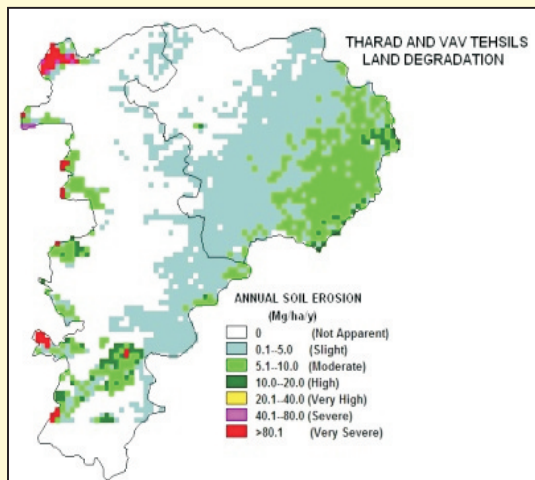 THARAD AND VAV TEHSILS
LAND DEGRADATION
ANNUAL SOIL EROSION
(Mg/ha/y)
0 (Not Apparent)
0.1--5.0 (Slight)
5.1--10.0 (Moderate)
10.0--20.0 (High)
20.1--40.0 (Very High)
40.1--80.0 (Severe)
>80.1 (Very Severe)